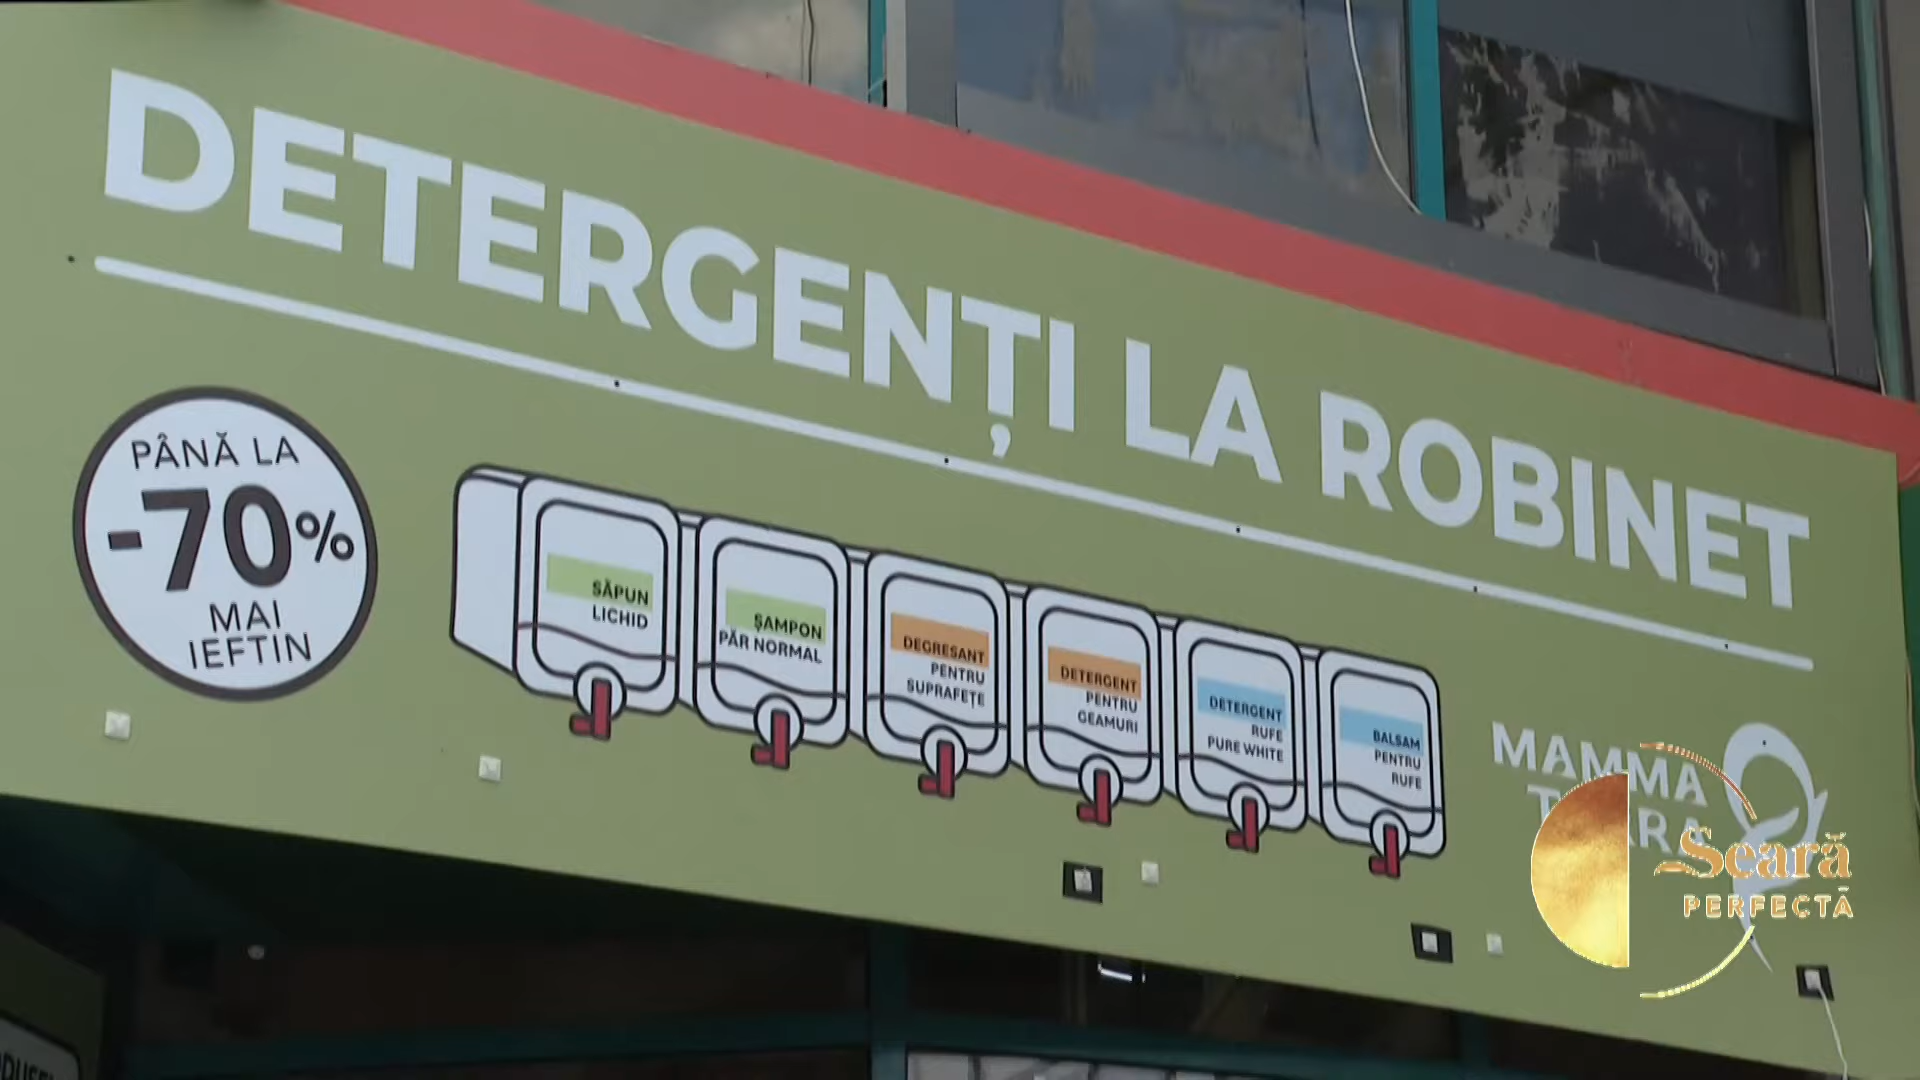 DETERGENȚI LA ROBINET
PÂNĂ LA
-70%
MAI
IEFTIN
SĂPUN
LICHID
ȘAMPON
PĂR NORMAL
DEGRESANT
PENTRU
SUPRAFEȚE
DETERGENT
PENTRU
GEAMURI
DETERGENT
RUFE
PURE WHITE
BALSAM
PENTRU
RUFE
MAMMA
Seară
PERFECTĂ